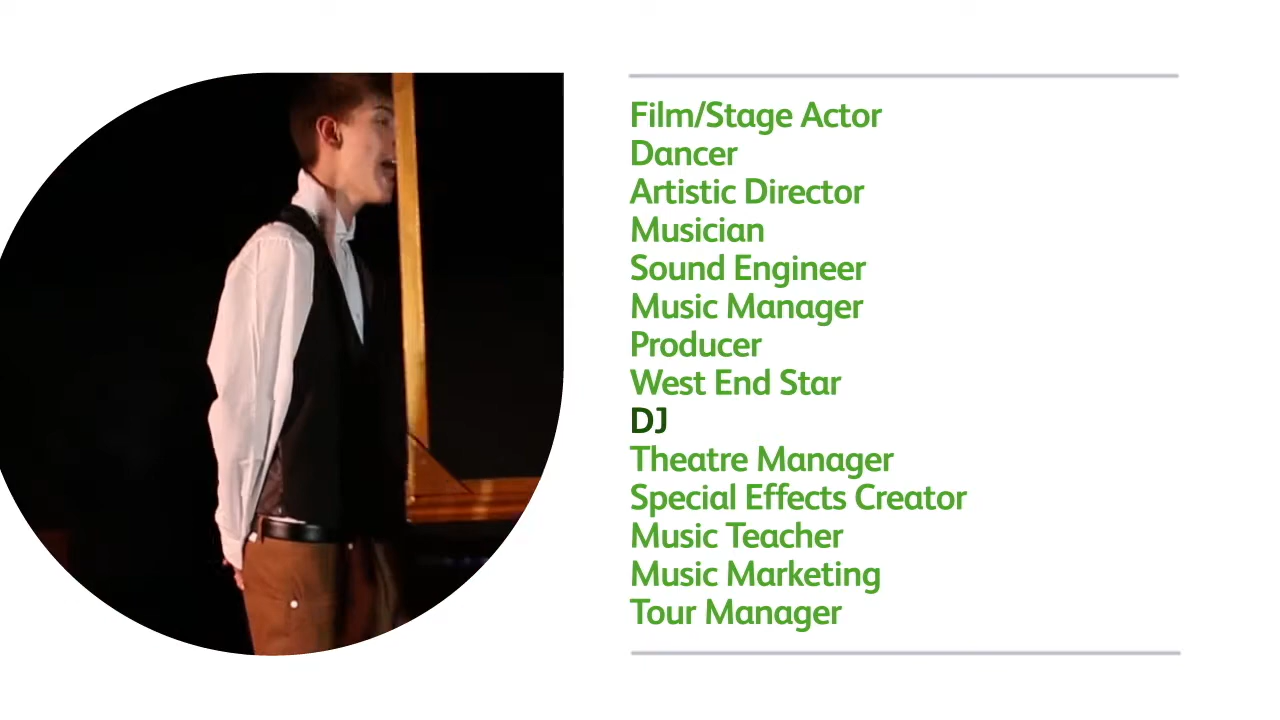 Film/Stage Actor
Dancer
Artistic Director
Musician
Sound Engineer
Music Manager
Producer
West End Star
DJ
Theatre Manager
Special Effects Creator
Music Teacher
Music Marketing
Tour Manager